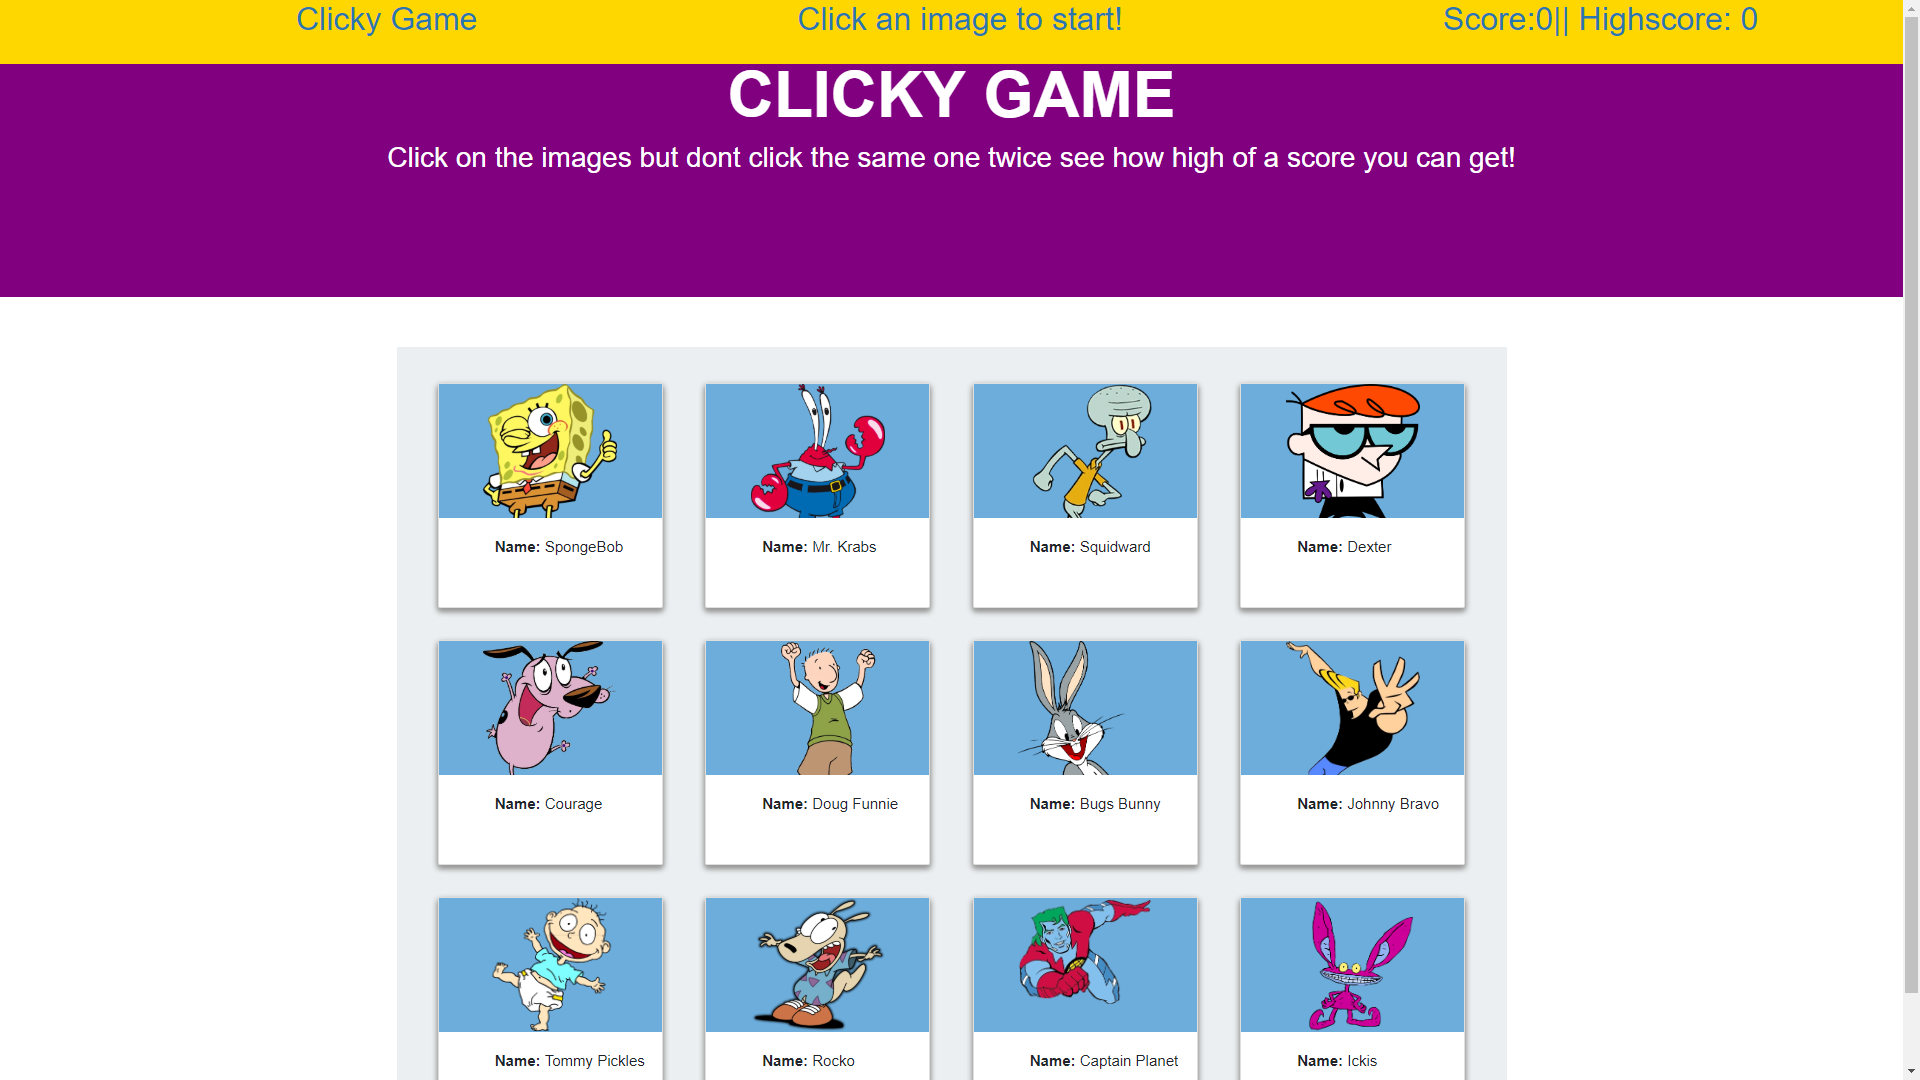 Clicky Game
Click an image to start!
Score:0|| Highscore: 0
CLICKY GAME
Click on the images but dont click the same one twice see how high of a score you can get!
Name: SpongeBob
Name: Mr. Krabs
Name: Squidward
Name: Dexter
Name: Courage
Name: Doug Funnie
Name: Bugs Bunny
Name: Johnny Bravo
Name: Tommy Pickles
Name: Rocko
Name: Captain Planet
Name: Ickis